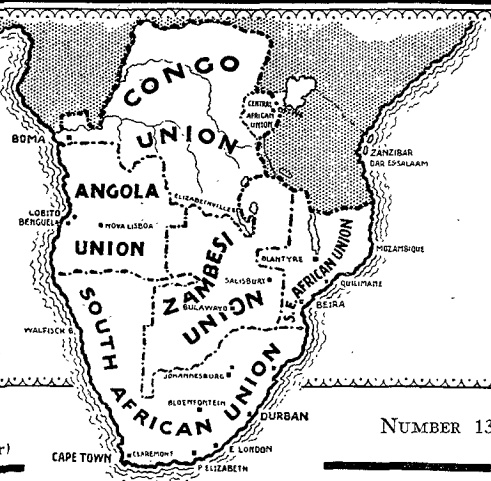 CONGO
UNION
CENTRAL
AFRICAN
UNION
BOMA
ZANZIBAR
DAR ES SALAAM
ANGOLA
UNION
ELIZABETHVILLE
LOBITO
BENGUELA
NOVA LISBOA
ZAMBESI
UNION
BLANTYRE
SALISBURY
BULAWAYO
S.E. AFRICAN UNION
MOZAMBIQUE
QUILIMANE
BEIRA
WALFISCH B.
SOUTH AFRICAN UNION
JOHANNESBURG
BLOEMFONTEIN
DURBAN
E. LONDON
P. ELIZABETH
CAPE TOWN
CLAREMONT
NUMBER 13
r)